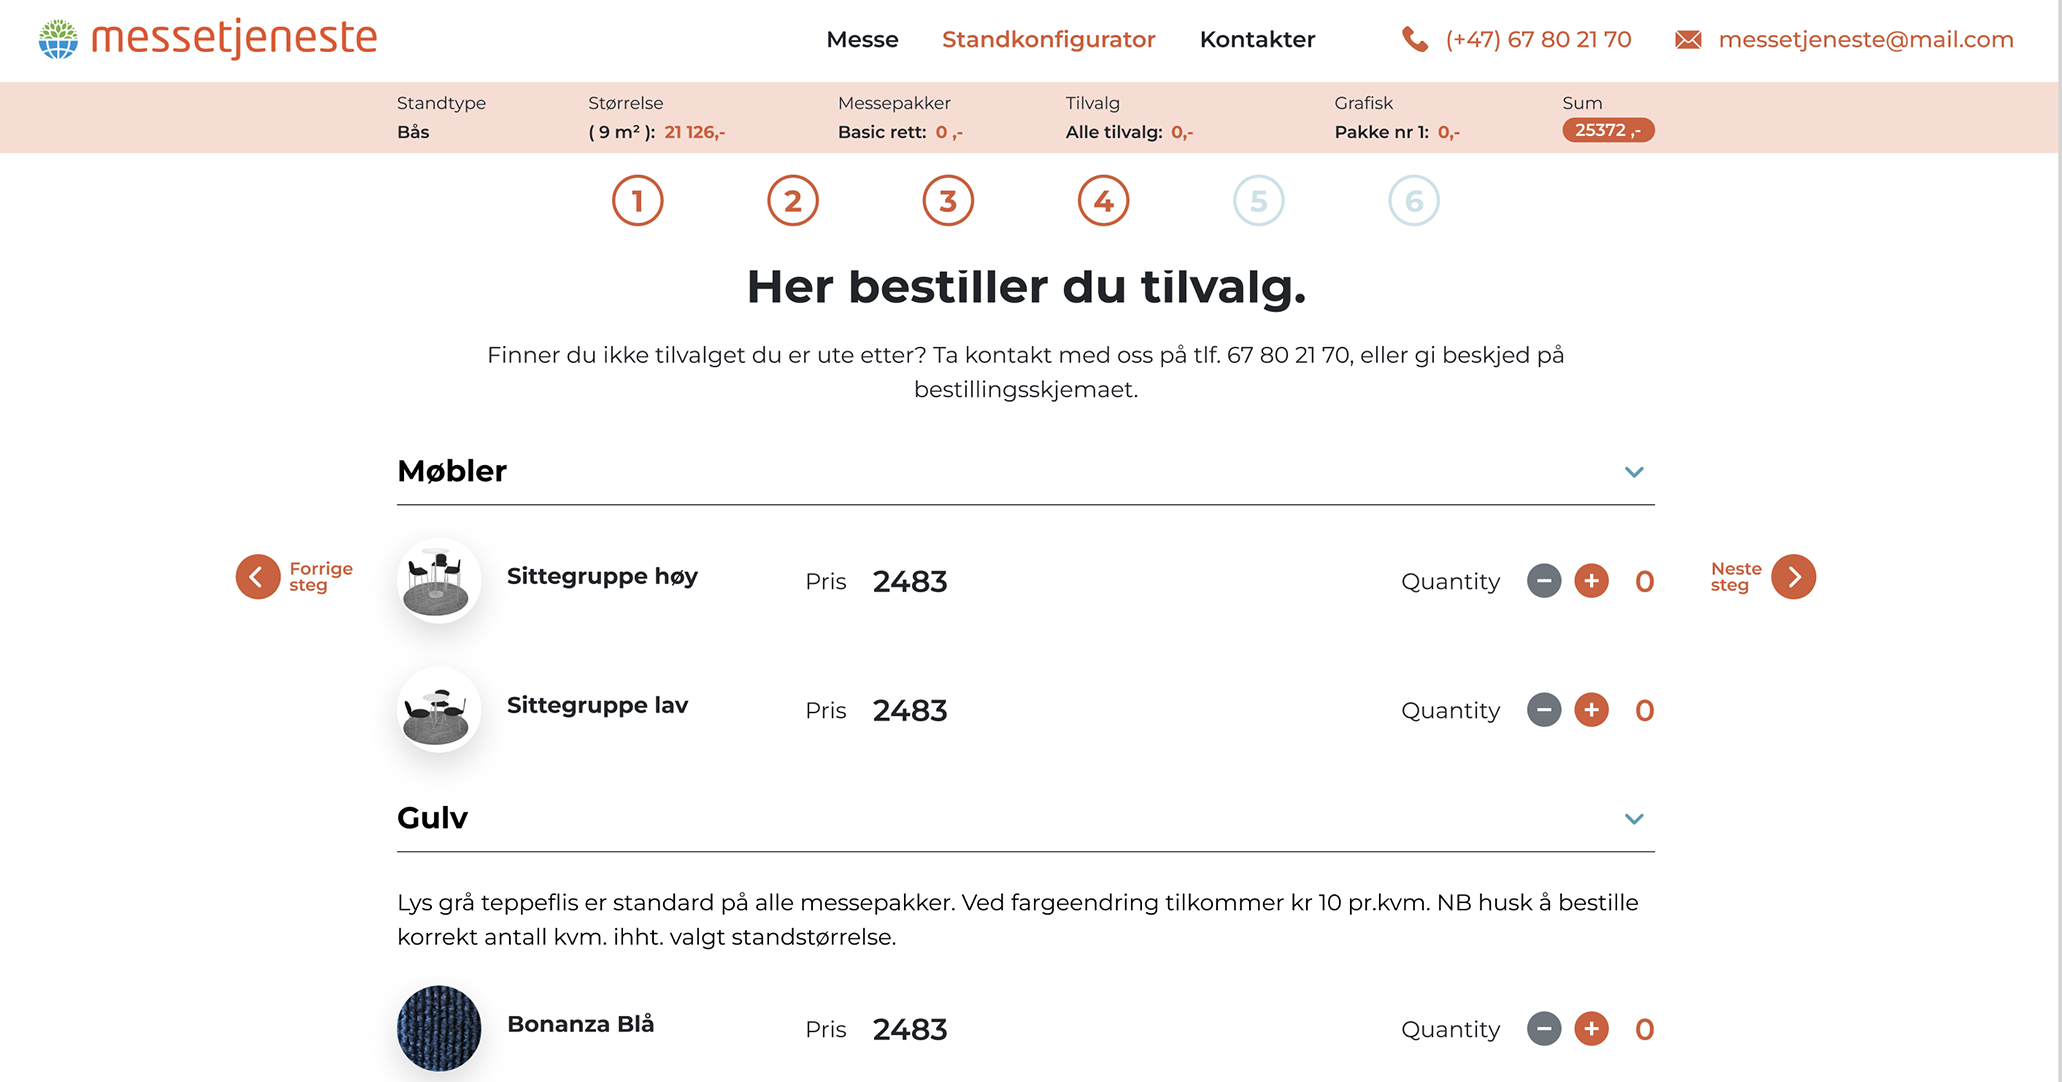 messetjeneste
Messe Standkonfigurator Kontakter (+47) 67 80 21 70 messetjeneste@mail.com
Standtype Størrelse Messepakker Tilvalg Grafisk Sum
Bås ( 9 m² ): 21 126,- Basic rett: 0 ,- Alle tilvalg: 0,- Pakke nr 1: 0,- 25372 ,-
1 2 3 4 5 6
Her bestiller du tilvalg.
Finner du ikke tilvalget du er ute etter? Ta kontakt med oss på tlf. 67 80 21 70, eller gi beskjed på
bestillingsskjemaet.
Møbler
Forrige
steg
Sittegruppe høy Pris 2483 Quantity − + 0
Neste
steg
Sittegruppe lav Pris 2483 Quantity − + 0
Gulv
Lys grå teppeflis er standard på alle messepakker. Ved fargeendring tilkommer kr 10 pr.kvm. NB husk å bestille
korrekt antall kvm. ihht. valgt standstørrelse.
Bonanza Blå Pris 2483 Quantity − + 0